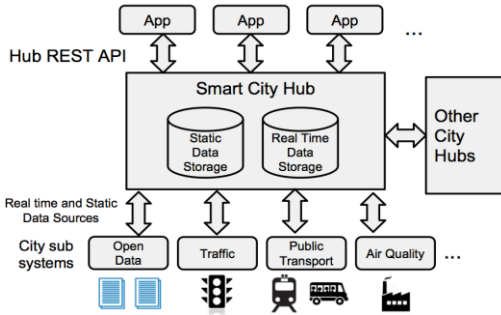 App
App
App
...
Hub REST API
Smart City Hub
Static
Data
Storage
Real Time
Data
Storage
Other
City
Hubs
Real time and Static
Data Sources
City sub
systems
Open
Data
Traffic
Public
Transport
Air Quality
...